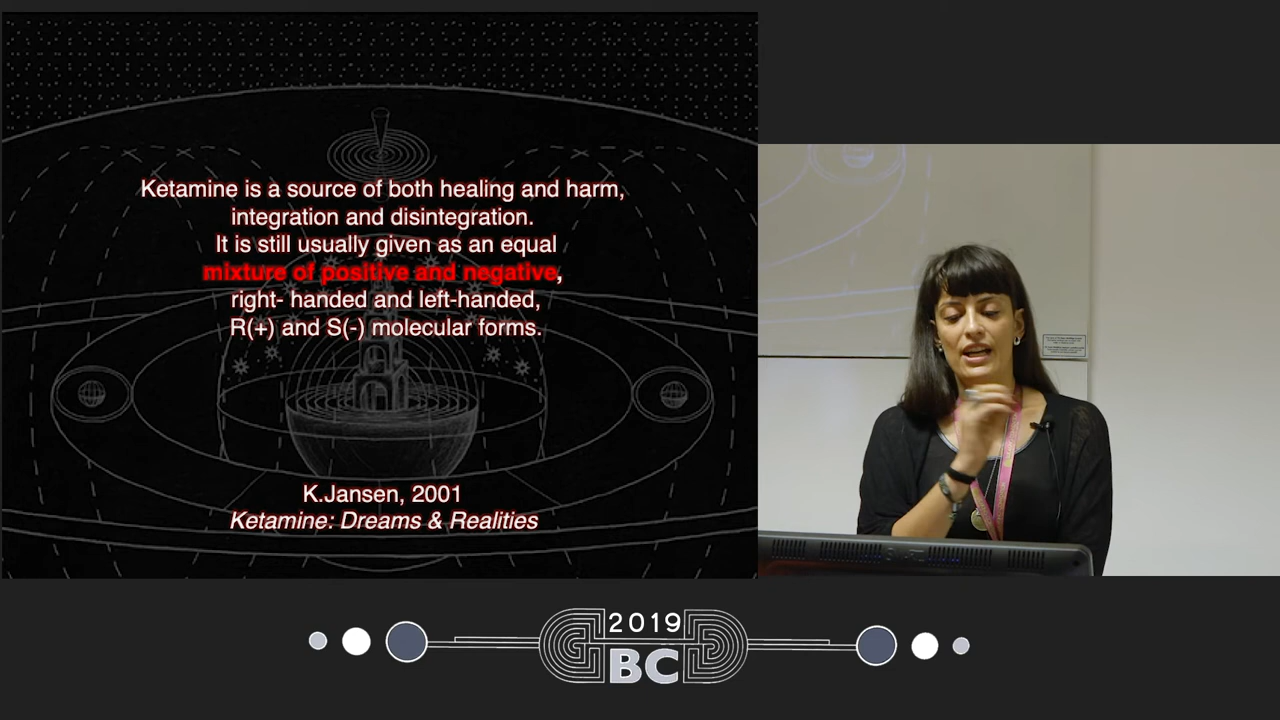 Ketamine is a source of both healing and harm,
integration and disintegration.
It is still usually given as an equal
mixture of positive and negative,
right- handed and left-handed,
R(+) and S(-) molecular forms.
K.Jansen, 2001
Ketamine: Dreams & Realities
2019
BC